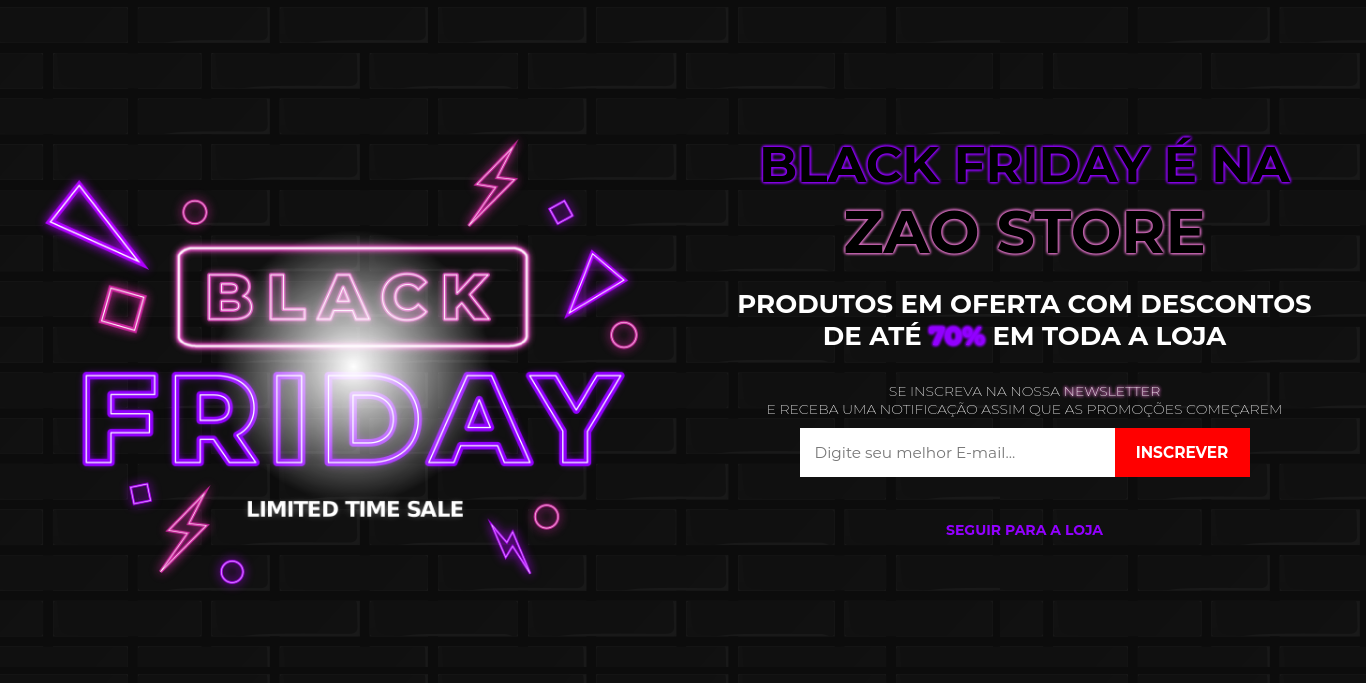 BLACK
FRIDAY
LIMITED TIME SALE
BLACK FRIDAY É NA
ZAO STORE
PRODUTOS EM OFERTA COM DESCONTOS
DE ATÉ 70% EM TODA A LOJA
SE INSCREVA NA NOSSA NEWSLETTER
E RECEBA UMA NOTIFICAÇÃO ASSIM QUE AS PROMOÇÕES COMEÇAREM
Digite seu melhor E-mail...
INSCREVER
SEGUIR PARA A LOJA